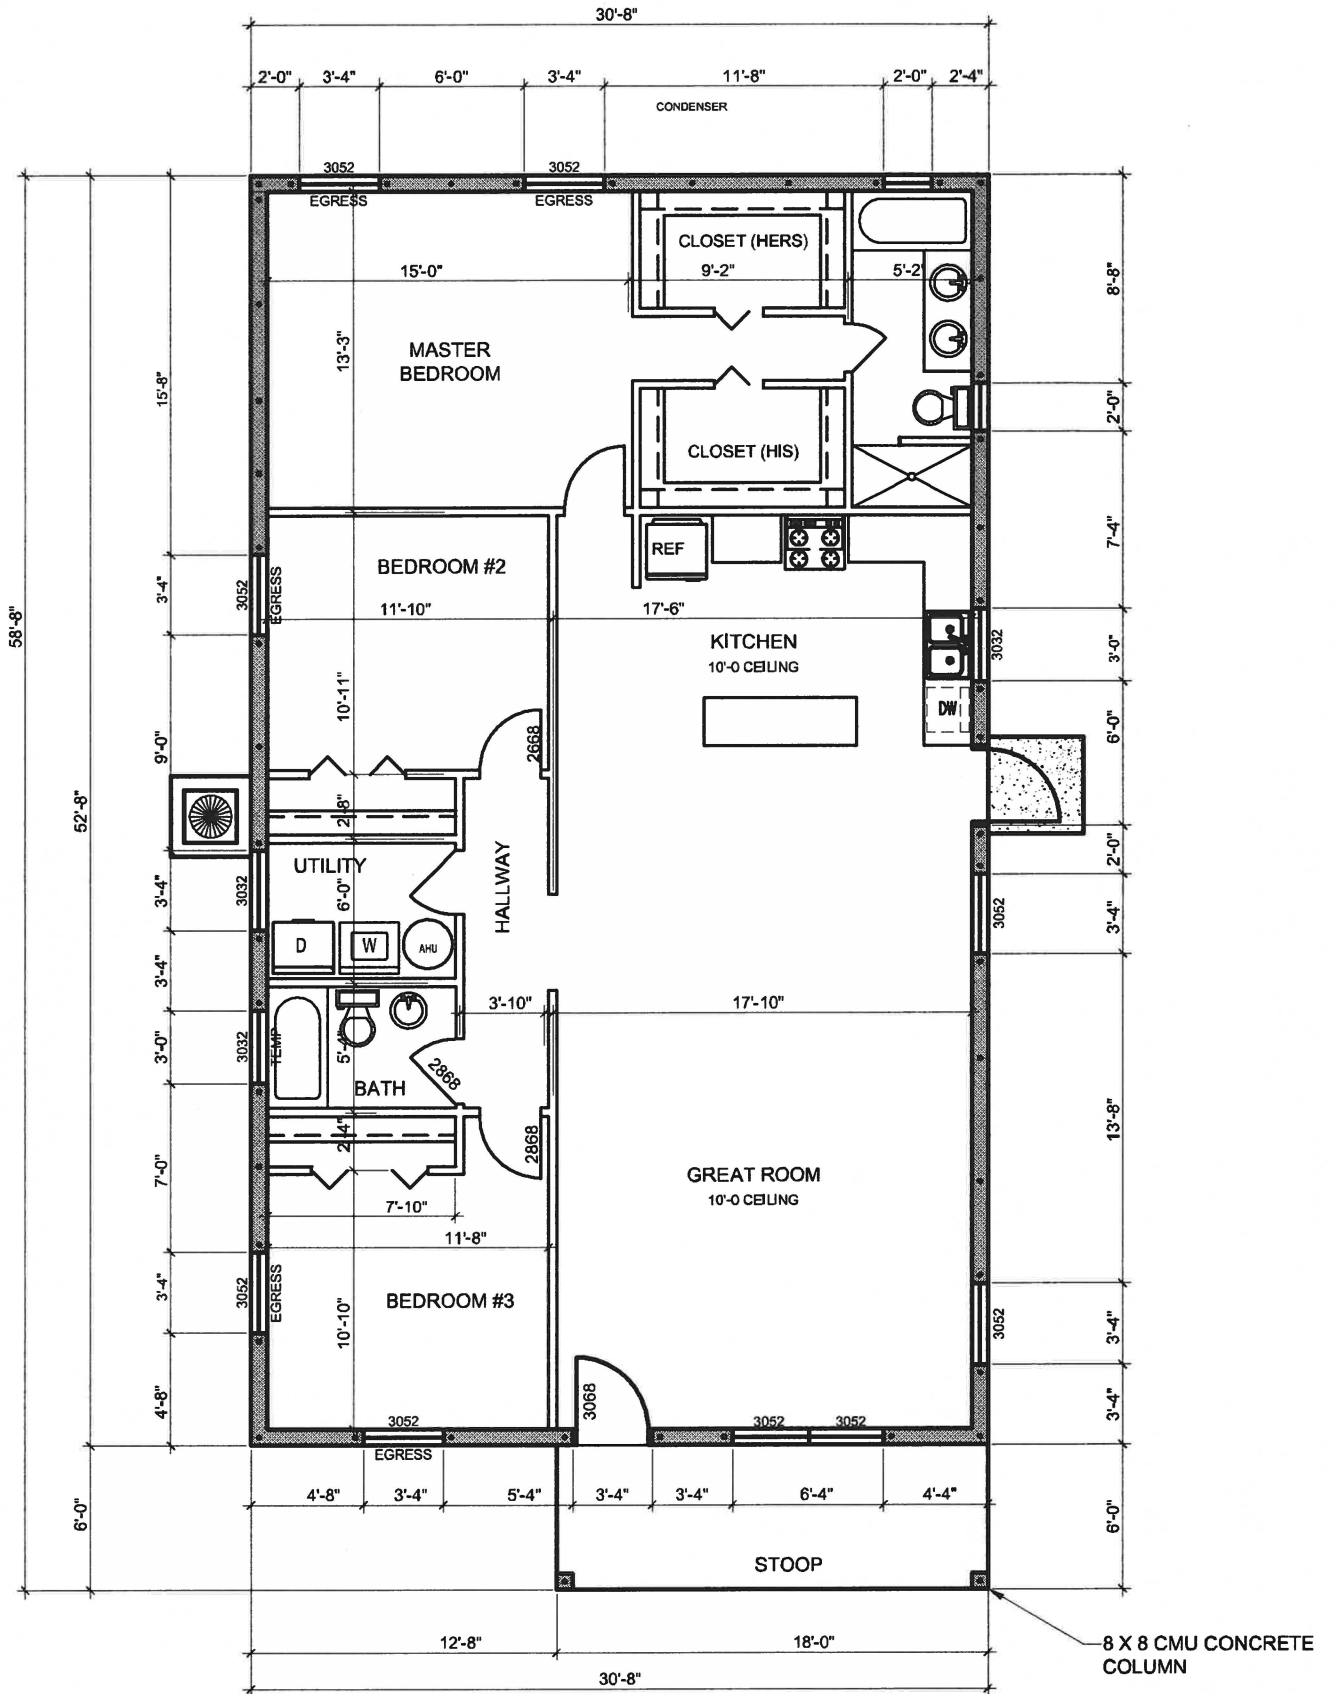 30'-8"
2'-0" 3'-4" 6'-0" 3'-4" 11'-8" 2'-0" 2'-4"
CONDENSER
3052 3052
EGRESS EGRESS
CLOSET (HERS)
15'-0" 9'-2" 5'-2"
8'-8"
13'-3"
MASTER
BEDROOM
15'-8"
2'-0"
CLOSET (HIS)
7'-4"
REF
BEDROOM #2
3'-4"
3052
EGRESS
11'-10" 17'-6"
58'-8"
KITCHEN
10'-0 CEILING
3032
3'-0"
10'-11"
DW
6'-0"
2668
9'-0"
52'-8"
2'-8"
UTILITY
6'-0"
HALLWAY
2'-0"
3'-4"
3032
3052
3'-4"
D W AHU
3'-4"
3'-10" 17'-10"
3'-0"
3032
TEMP
5'-4"
2868
BATH
13'-8"
2'-4"
2868
7'-0"
GREAT ROOM
10'-0 CEILING
7'-10"
11'-8"
3'-4"
3052
EGRESS
BEDROOM #3
10'-10"
3052
3'-4"
3068
4'-8"
3'-4"
3052 3052 3052
EGRESS
4'-8" 3'-4" 5'-4" 3'-4" 3'-4" 6'-4" 4'-4"
6'-0"
6'-0"
STOOP
12'-8" 18'-0"
8 X 8 CMU CONCRETE
COLUMN
30'-8"